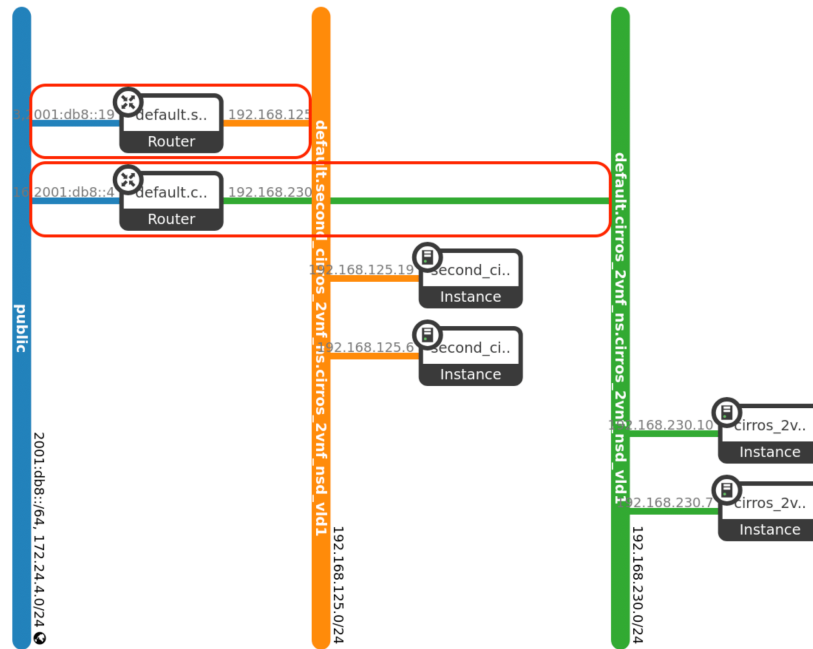 3, 2001:db8::19
default.s..
192.168.125
Router
16, 2001:db8::4
default.c..
192.168.230
Router
public
2001:db8::/64, 172.24.4.0/24
default.second_cirros_2vnf_ns.cirros_2vnf_nsd_vld1
192.168.125.0/24
192.168.125.19
second_ci..
Instance
192.168.125.6
second_ci..
Instance
default.cirros_2vnf_ns.cirros_2vnf_nsd_vld1
192.168.230.0/24
192.168.230.10
cirros_2v..
Instance
192.168.230.7
cirros_2v..
Instance